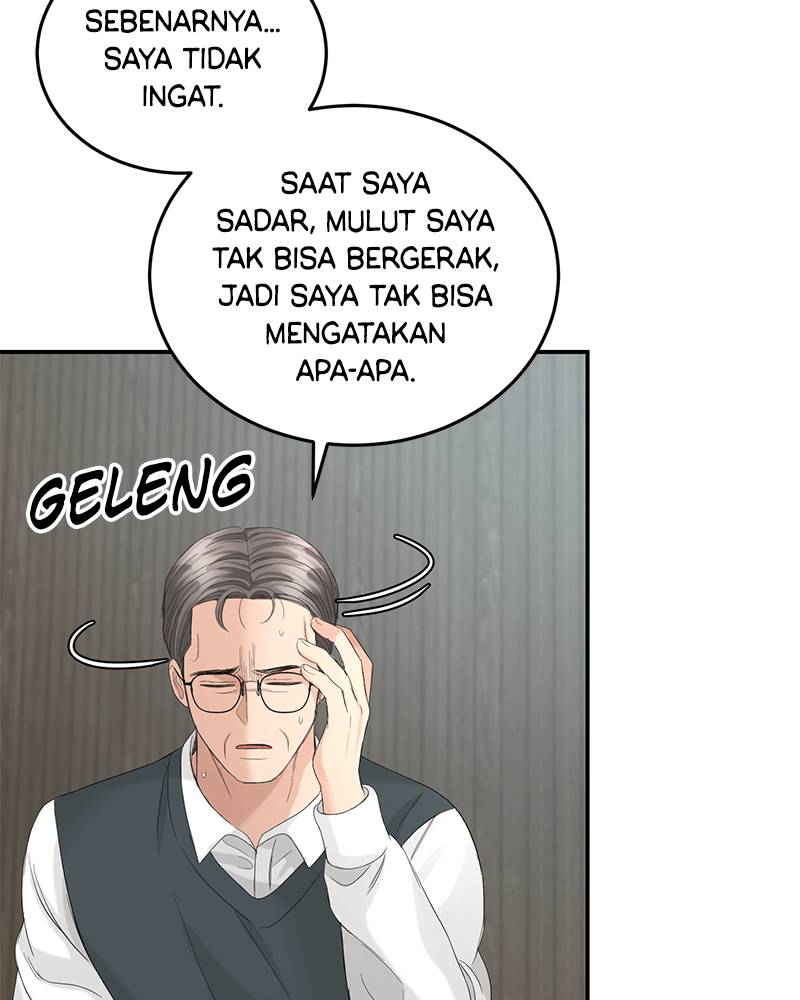 SEBENARNYA...
SAYA TIDAK
INGAT.
SAAT SAYA
SADAR, MULUT SAYA
TAK BISA BERGERAK,
JADI SAYA TAK BISA
MENGATAKAN
APA-APA.
GELENG